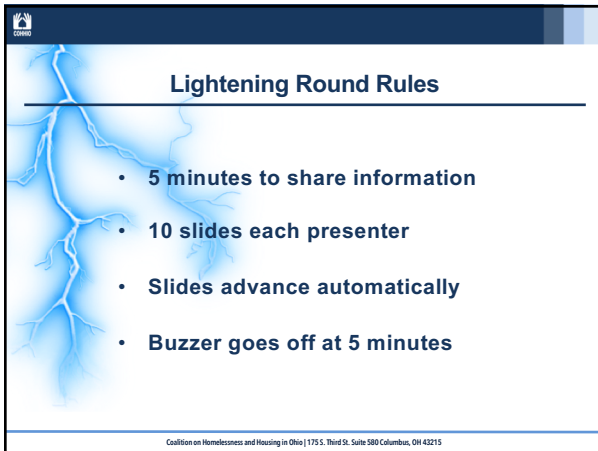 COHHIO
Lightening Round Rules
• 5 minutes to share information
• 10 slides each presenter
• Slides advance automatically
• Buzzer goes off at 5 minutes
Coalition on Homelessness and Housing in Ohio | 175 S. Third St. Suite 580 Columbus, OH 43215